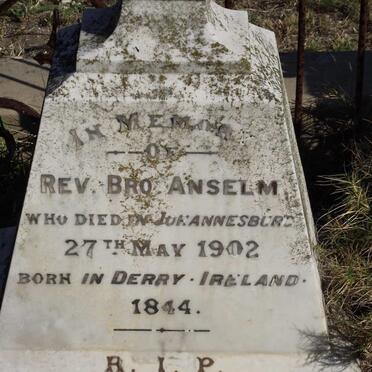 IN MEMORY
OF
REV. BRO. ANSELM
WHO DIED IN JOHANNESBURG
27TH MAY 1902
BORN IN DERRY · IRELAND ·
1844.
R. I. P.